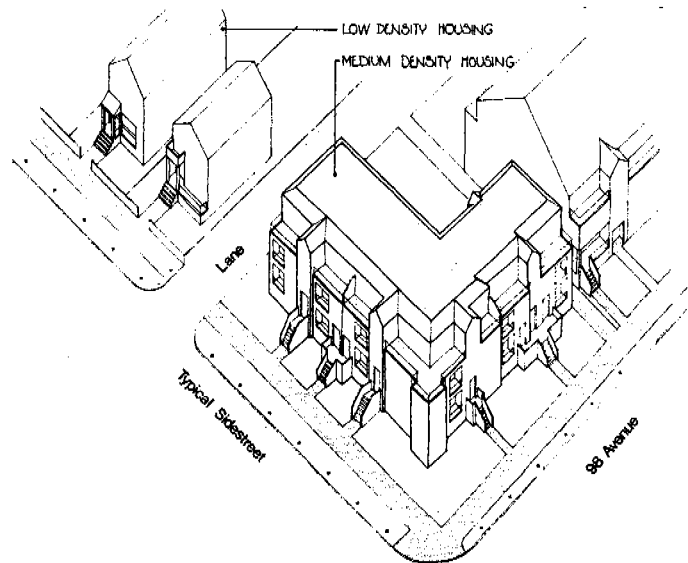 LOW DENSITY HOUSING
MEDIUM DENSITY HOUSING
Lane
Typical Sidestreet
98 Avenue